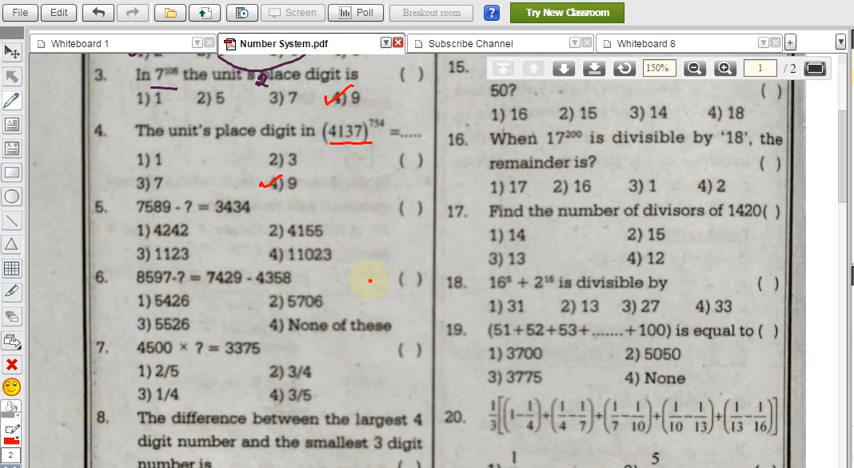 File
Edit
Screen
Poll
Breakout room
?
Try New Classroom
Whiteboard 1
Number System.pdf
Subscribe Channel
Whiteboard 8
+
150%
1 / 2
3. In 7¹⁰⁶ the unit's place digit is ( )
2
1) 1 2) 5 3) 7 4) 9
4. The unit's place digit in (4137)⁷⁵⁴ =.....
1) 1 2) 3 ( )
3) 7 4) 9
5. 7589 - ? = 3434 ( )
1) 4242 2) 4155
3) 1123 4) 11023
6. 8597-? = 7429 - 4358 ( )
1) 5426 2) 5706
3) 5526 4) None of these
7. 4500 × ? = 3375 ( )
1) 2/5 2) 3/4
3) 1/4 4) 3/5
8. The difference between the largest 4
digit number and the smallest 3 digit
number is ( )
15.
50? ( )
1) 16 2) 15 3) 14 4) 18
16. When 17²⁰⁰ is divisible by '18', the
remainder is? ( )
1) 17 2) 16 3) 1 4) 2
17. Find the number of divisors of 1420( )
1) 14 2) 15
3) 13 4) 12
18. 16⁶ + 2¹⁶ is divisible by ( )
1) 31 2) 13 3) 27 4) 33
19. (51+52+53+.......+100) is equal to ( )
1) 3700 2) 5050
3) 3775 4) None
20. 1/3[(1-1/4)+(1/4-1/7)+(1/7-1/10)+(1/10-1/13)+(1/13-1/16)]
1 5
2